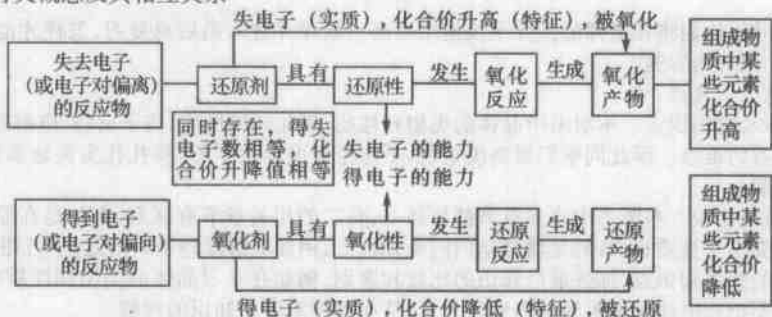 失电子（实质），化合价升高（特征），被氧化
失去电子
（或电子对偏离）
的反应物
还原剂
具有
还原性
发生
氧化
反应
生成
氧化
产物
组成物
质中某
些元素
化合价
升高
同时存在，得失
电子数相等，化
合价升降值相等
失电子的能力
得电子的能力
得到电子
（或电子对偏向）
的反应物
氧化剂
具有
氧化性
发生
还原
反应
生成
还原
产物
组成物
质中某
些元素
化合价
降低
得电子（实质），化合价降低（特征），被还原